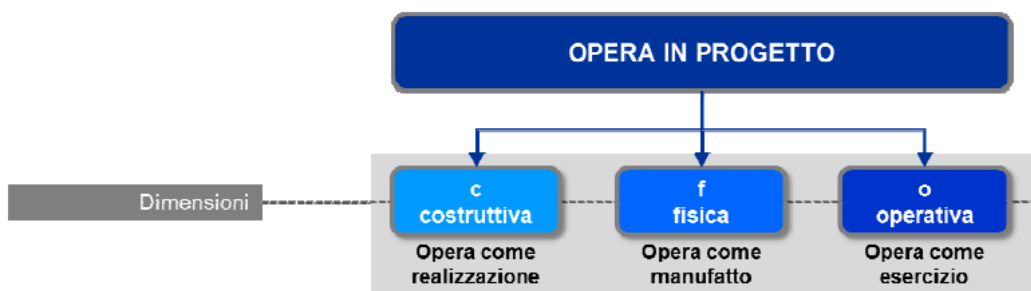 OPERA IN PROGETTO
Dimensioni
c
costruttiva
f
fisica
o
operativa
Opera come
realizzazione
Opera come
manufatto
Opera come
esercizio